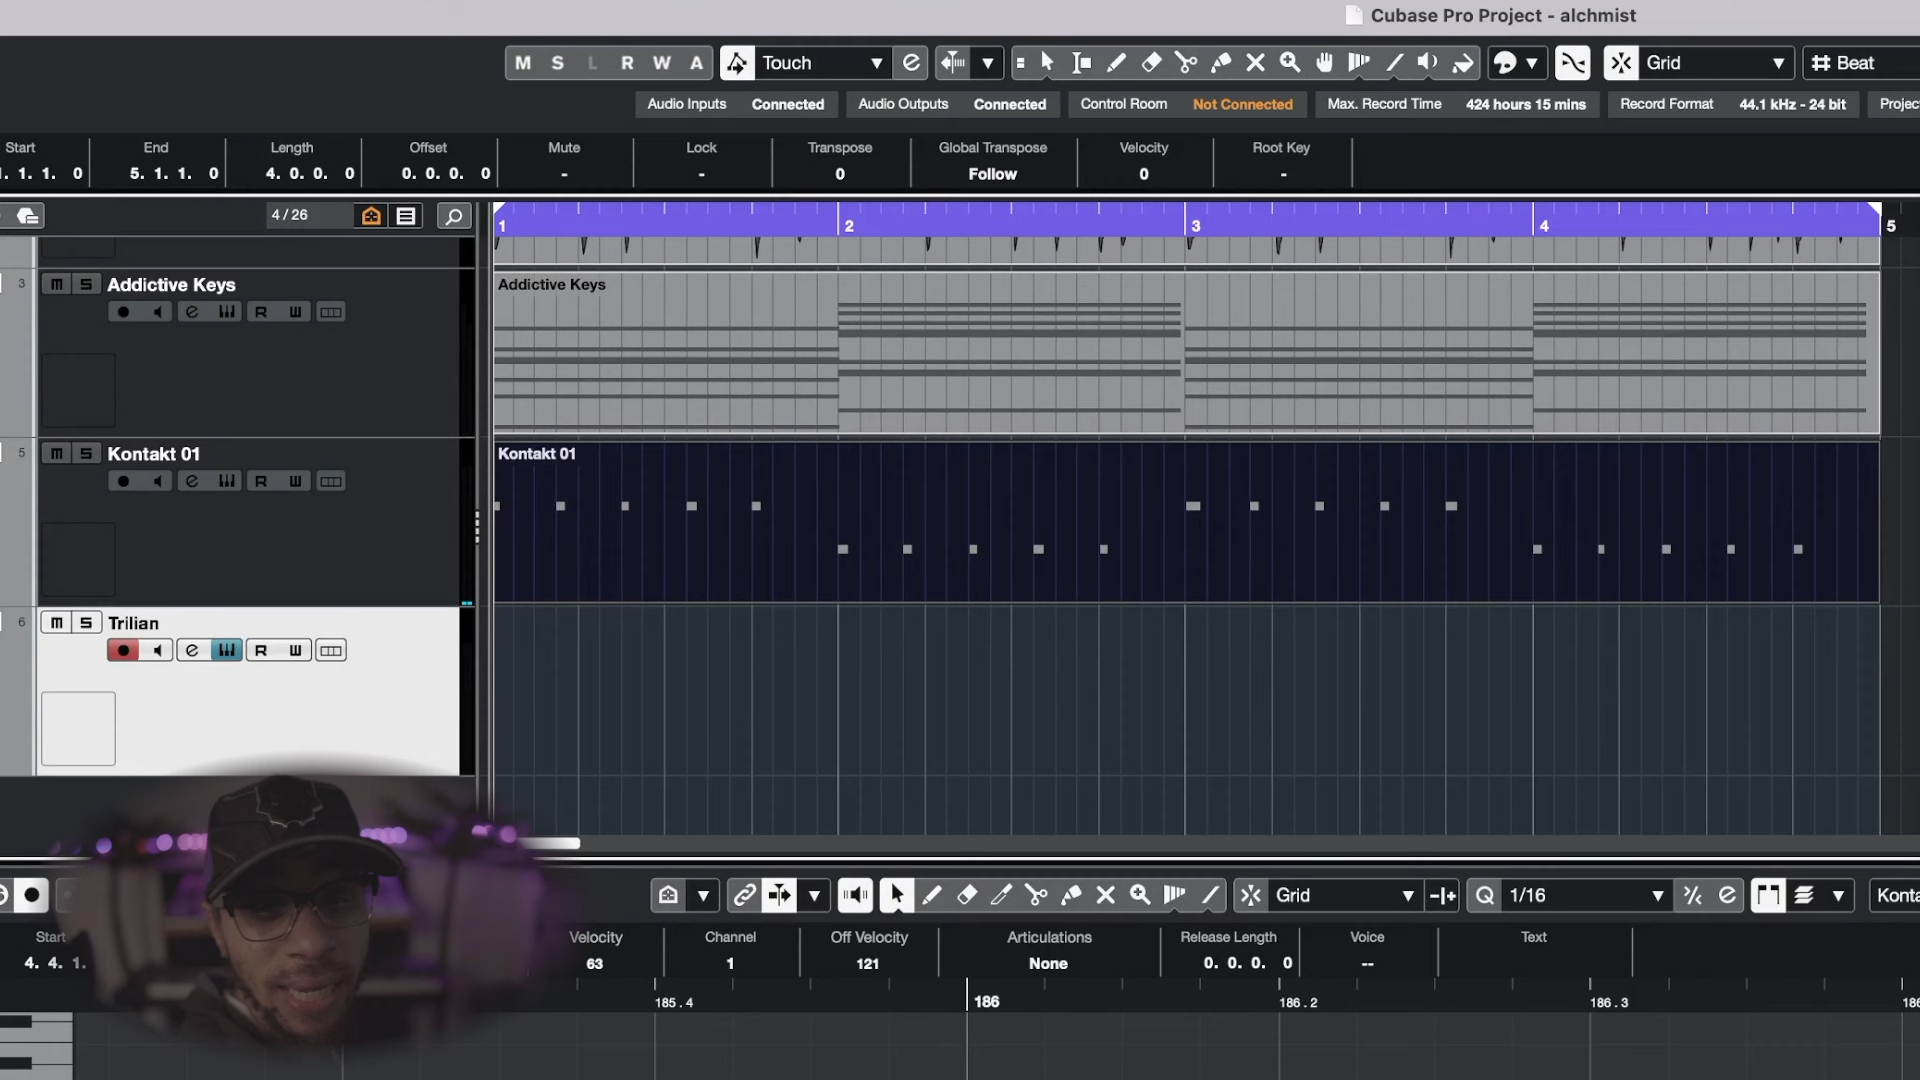 Cubase Pro Project - alchmist
M S L R W A Touch e Grid Beat
Audio Inputs Connected Audio Outputs Connected Control Room Not Connected Max. Record Time 424 hours 15 mins Record Format 44.1 kHz - 24 bit Project
Start End Length Offset Mute Lock Transpose Global Transpose Velocity Root Key
1. 1. 0 5. 1. 1. 0 4. 0. 0. 0 0. 0. 0. 0 - - 0 Follow 0 -
4 / 26
1 2 3 4 5
3 M S Addictive Keys
e R W
Addictive Keys
5 M S Kontakt 01
e R W
Kontakt 01
6 M S Trilian
e R W
Grid Q 1/16 e Konta
Start Velocity Channel Off Velocity Articulations Release Length Voice Text
4. 4. 1. 63 1 121 None 0. 0. 0. 0 --
185.4 186 186.2 186.3